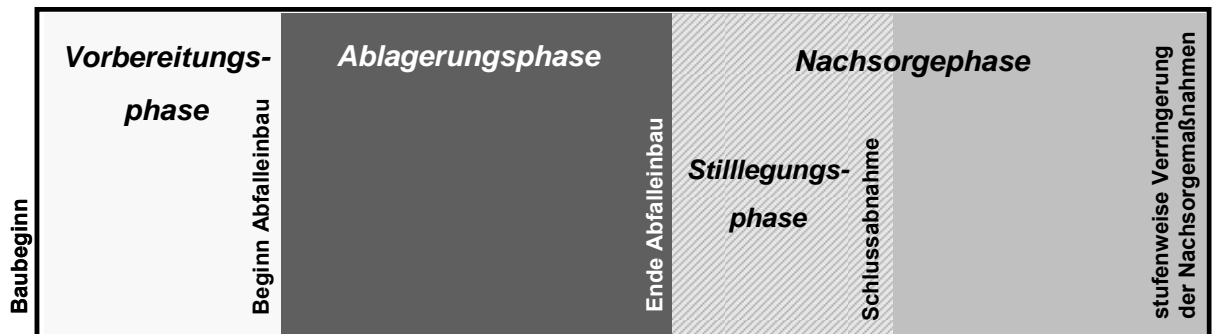 Baubeginn
Vorbereitungs-
phase
Beginn Abfalleinbau
Ablagerungsphase
Ende Abfalleinbau
Nachsorgephase
Stilllegungs-
phase
Schlussabnahme
stufenweise Verringerung
der Nachsorgemaßnahmen